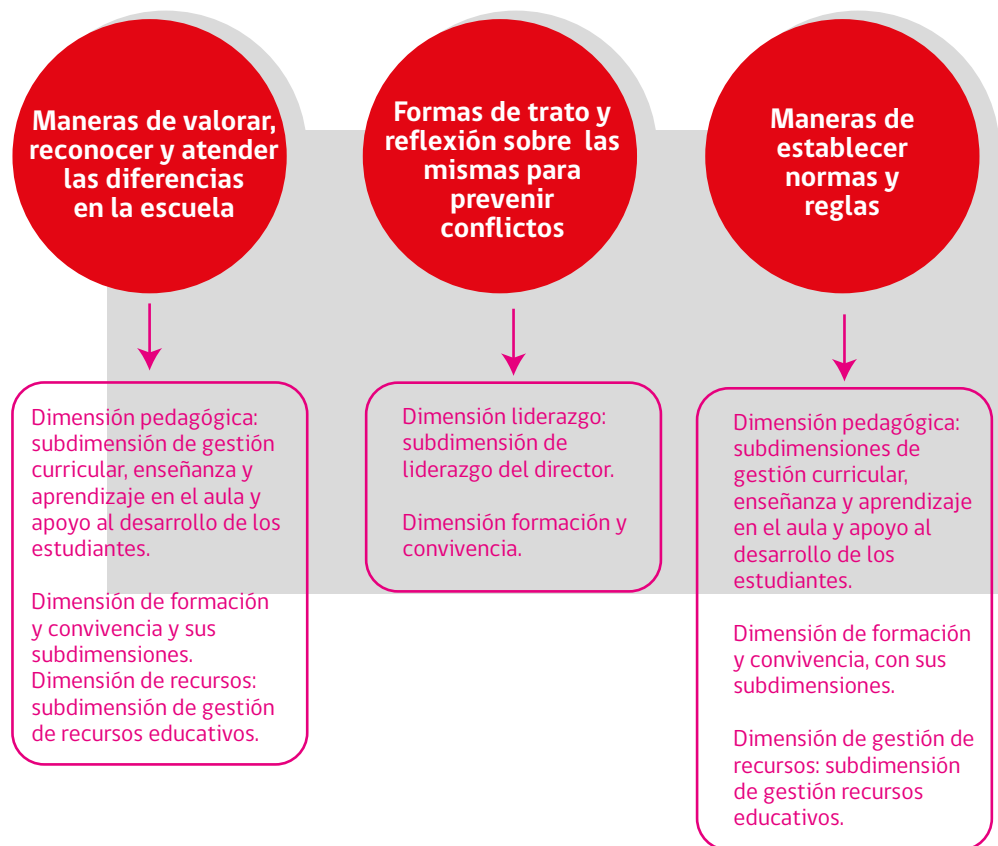 Maneras de valorar,
reconocer y atender
las diferencias
en la escuela
Formas de trato y
reflexión sobre las
mismas para
prevenir
conflictos
Maneras de
establecer
normas y
reglas
Dimensión pedagógica:
subdimensión de gestión
curricular, enseñanza y
aprendizaje en el aula y
apoyo al desarrollo de los
estudiantes.
Dimensión de formación
y convivencia y sus
subdimensiones.
Dimensión de recursos:
subdimensión de gestión
de recursos educativos.
Dimensión liderazgo:
subdimensión de
liderazgo del director.
Dimensión formación y
convivencia.
Dimensión pedagógica:
subdimensiones de
gestión curricular,
enseñanza y aprendizaje
en el aula y apoyo al
desarrollo de los
estudiantes.
Dimensión de formación
y convivencia, con sus
subdimensiones.
Dimensión de gestión de
recursos: subdimensión
de gestión recursos
educativos.